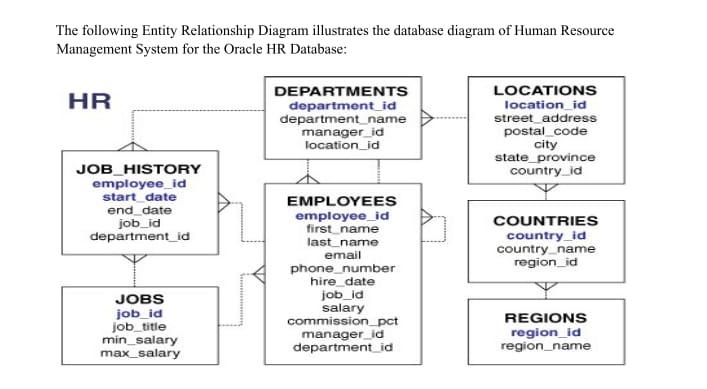 The following Entity Relationship Diagram illustrates the database diagram of Human Resource
Management System for the Oracle HR Database:
HR
DEPARTMENTS
department_id
department_name
manager_id
location_id
LOCATIONS
location_id
street_address
postal_code
city
state_province
country_id
JOB_HISTORY
employee_id
start_date
end_date
job_id
department_id
EMPLOYEES
employee_id
first_name
last_name
email
phone_number
hire_date
job_id
salary
commission_pct
manager_id
department_id
COUNTRIES
country_id
country_name
region_id
JOBS
job_id
job_title
min_salary
max_salary
REGIONS
region_id
region_name